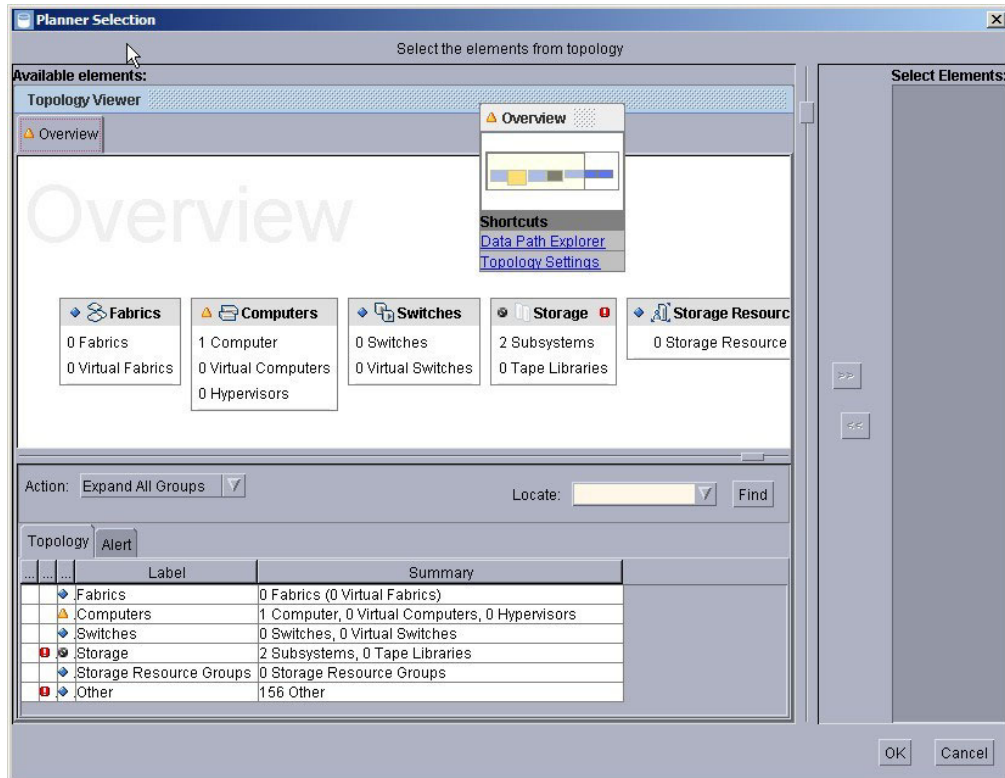 Planner Selection
Select the elements from topology
Available elements:
Select Elements:
Topology Viewer
Overview
Overview
Overview
Shortcuts
Data Path Explorer
Topology Settings
Fabrics
0 Fabrics
0 Virtual Fabrics
Computers
1 Computer
0 Virtual Computers
0 Hypervisors
Switches
0 Switches
0 Virtual Switches
Storage
2 Subsystems
0 Tape Libraries
Storage Resourc
0 Storage Resource
>>
<<
Action: Expand All Groups
Locate: Find
Topology Alert
... ... ... Label Summary
Fabrics 0 Fabrics (0 Virtual Fabrics)
Computers 1 Computer, 0 Virtual Computers, 0 Hypervisors
Switches 0 Switches, 0 Virtual Switches
Storage 2 Subsystems, 0 Tape Libraries
Storage Resource Groups 0 Storage Resource Groups
Other 156 Other
OK Cancel